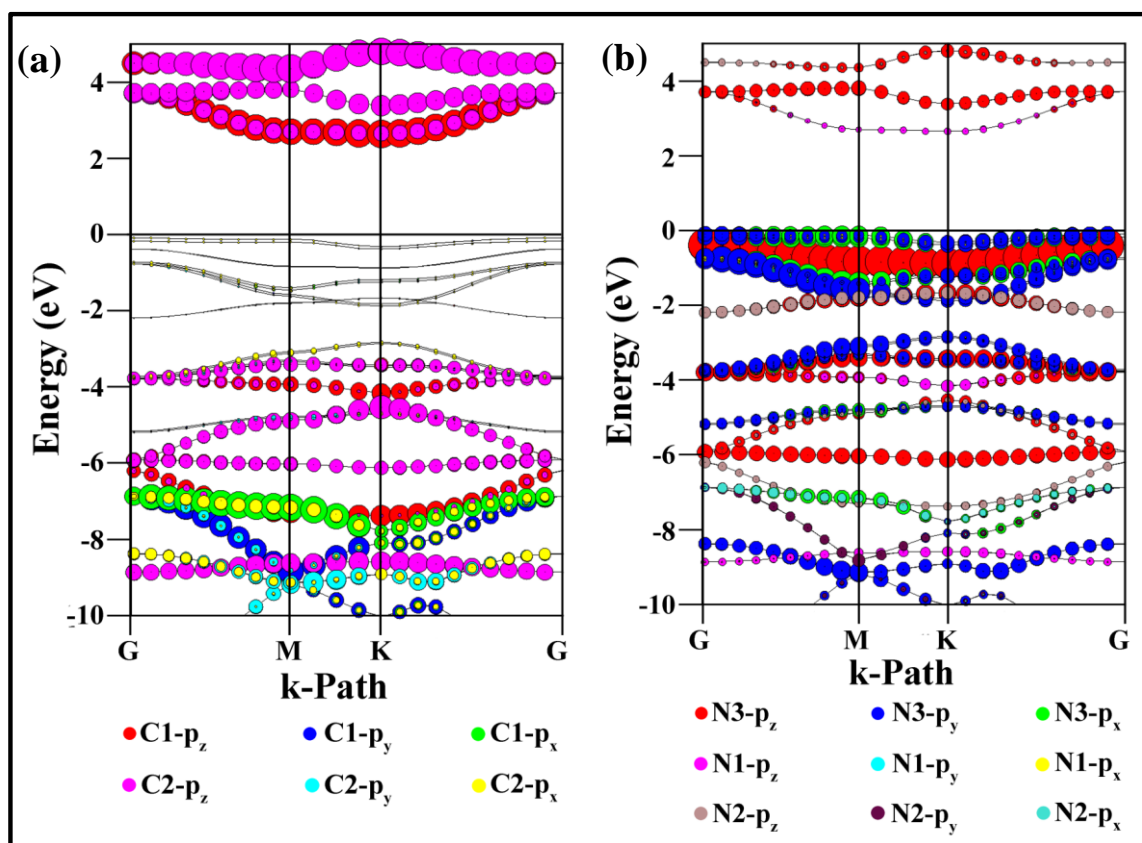 (a)
4
2
0
-2
-4
-6
-8
-10
Energy (eV)
G M K G
k-Path
C1-pz C1-py C1-px
C2-pz C2-py C2-px
(b)
4
2
0
-2
-4
-6
-8
-10
Energy (eV)
G M K G
k-Path
N3-pz N3-py N3-px
N1-pz N1-py N1-px
N2-pz N2-py N2-px